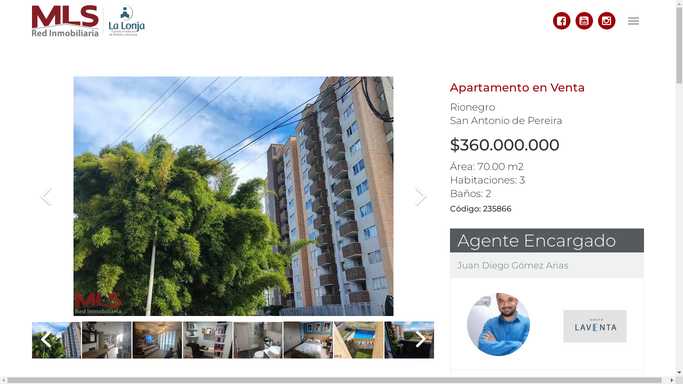 MLS
Red Inmobiliaria
La Lonja
Apartamento en Venta
Rionegro
San Antonio de Pereira
$360.000.000
Área: 70.00 m2
Habitaciones: 3
Baños: 2
Código: 235866
MLS
Red Inmobiliaria
Agente Encargado
Juan Diego Gómez Arias
LAVENTA